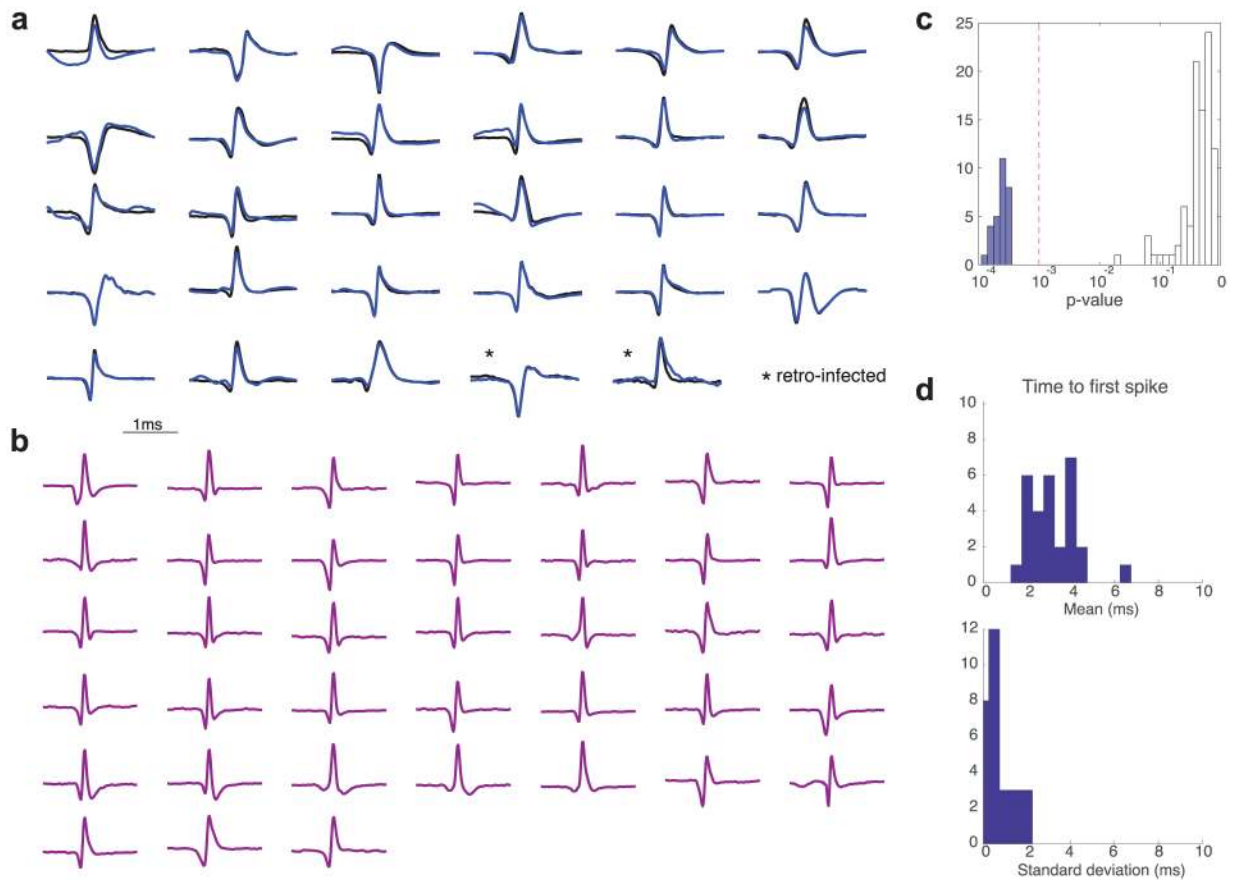 a
* *
* retro-infected
b
1ms
c
25
20
15
10
5
0
10-4 10-3 10-2 10-1 0
p-value
d
Time to first spike
10
8
6
4
2
0
0 2 4 6 8 10
Mean (ms)
12
10
8
6
4
2
0
0 2 4 6 8 10
Standard deviation (ms)